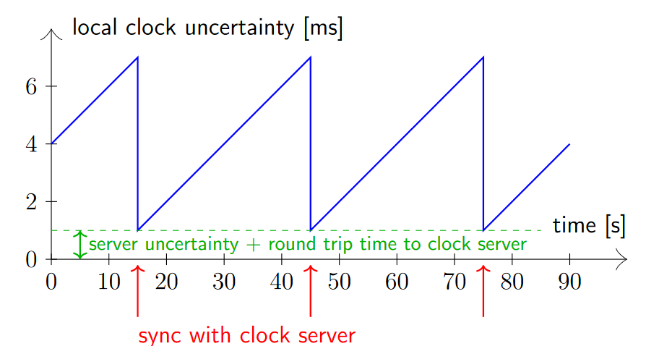 local clock uncertainty [ms]
6
4
2
time [s]
server uncertainty + round trip time to clock server
0
0 10 20 30 40 50 60 70 80 90
sync with clock server